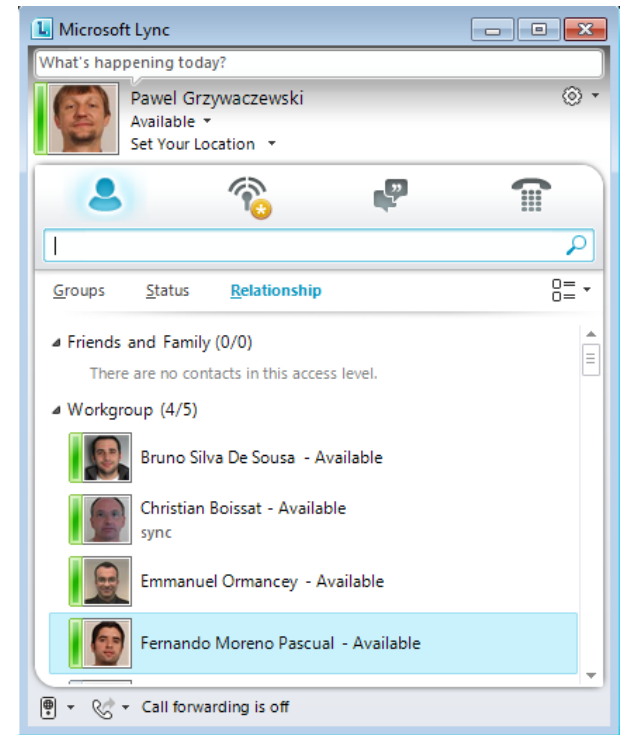 Microsoft Lync
What's happening today?
Pawel Grzywaczewski
Available
Set Your Location
Groups Status Relationship
Friends and Family (0/0)
There are no contacts in this access level.
Workgroup (4/5)
Bruno Silva De Sousa - Available
Christian Boissat - Available
sync
Emmanuel Ormancey - Available
Fernando Moreno Pascual - Available
Call forwarding is off